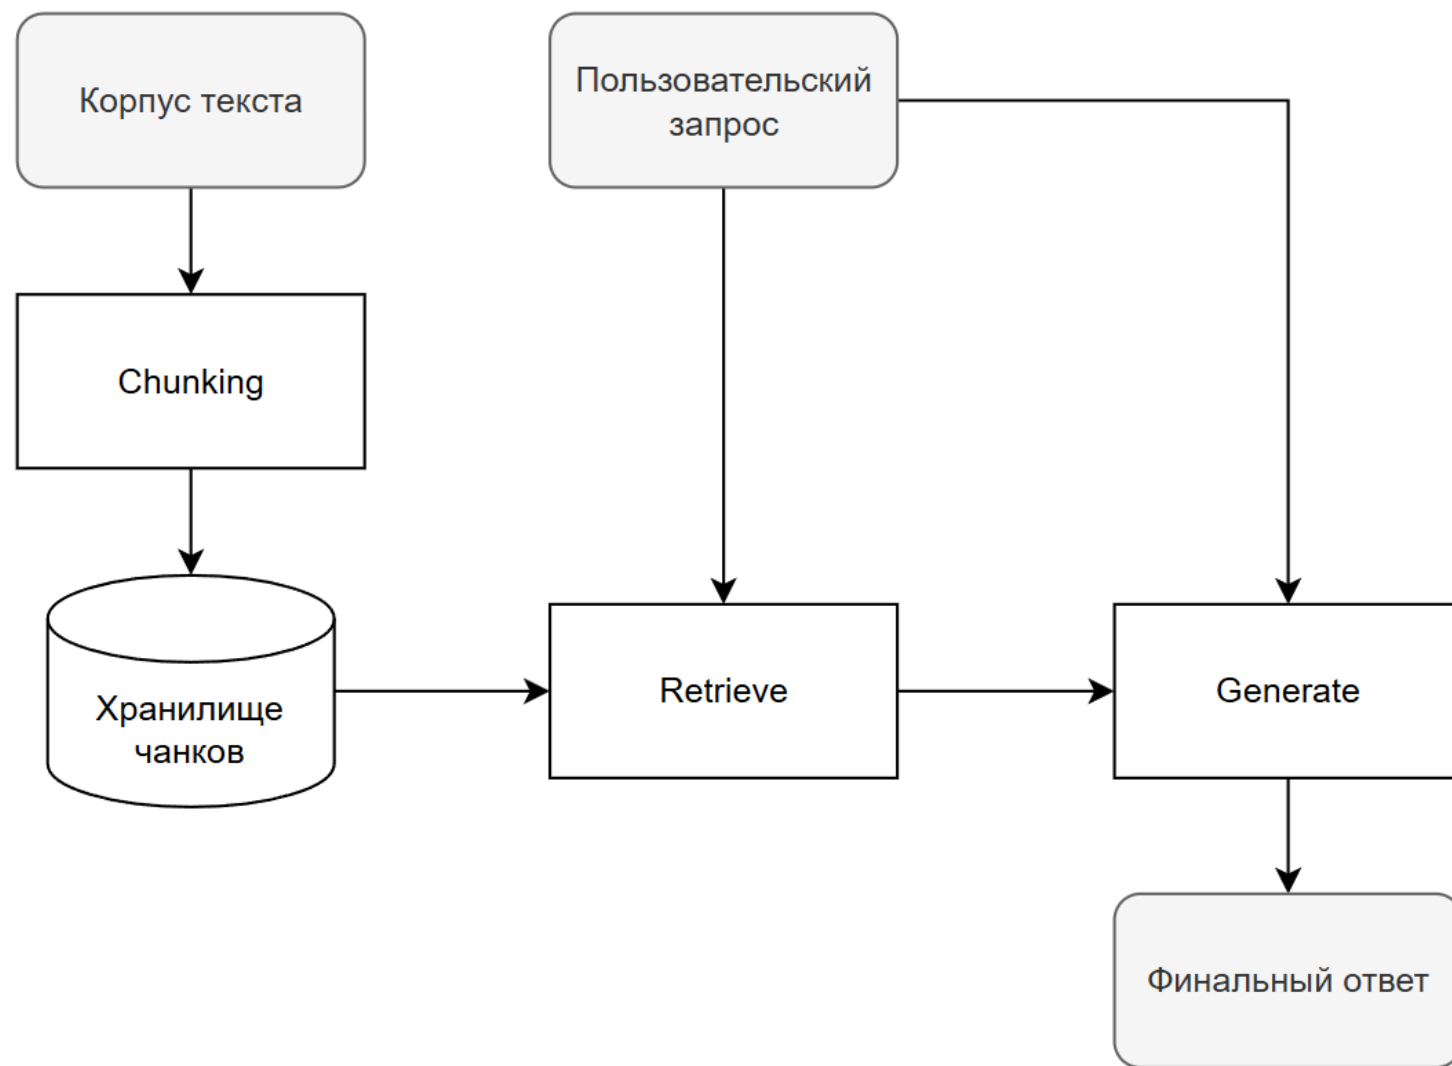 Корпус текста
Пользовательский
запрос
Chunking
Хранилище
чанков
Retrieve
Generate
Финальный ответ